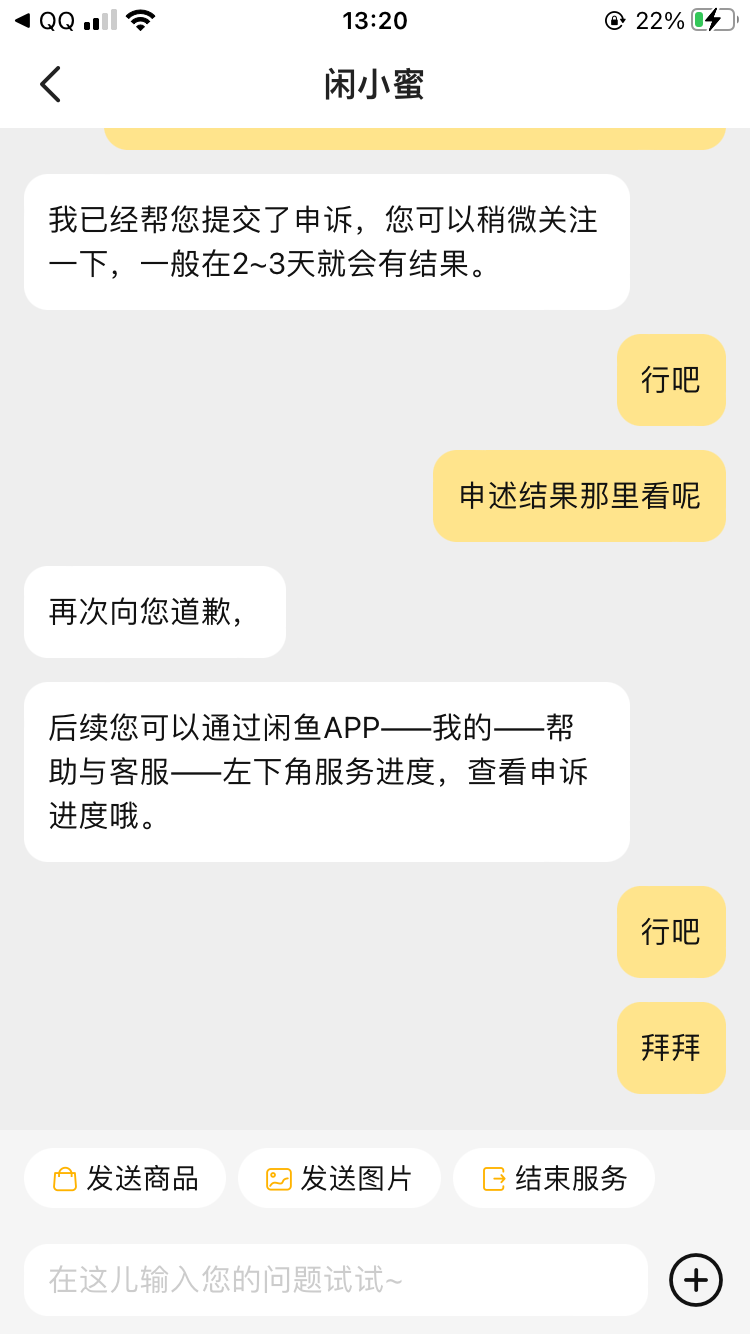 QQ
13:20
22%
闲小蜜
我已经帮您提交了申诉，您可以稍微关注
一下，一般在2~3天就会有结果。
行吧
申述结果那里看呢
再次向您道歉，
后续您可以通过闲鱼APP——我的——帮
助与客服——左下角服务进度，查看申诉
进度哦。
行吧
拜拜
发送商品
发送图片
结束服务
在这儿输入您的问题试试~